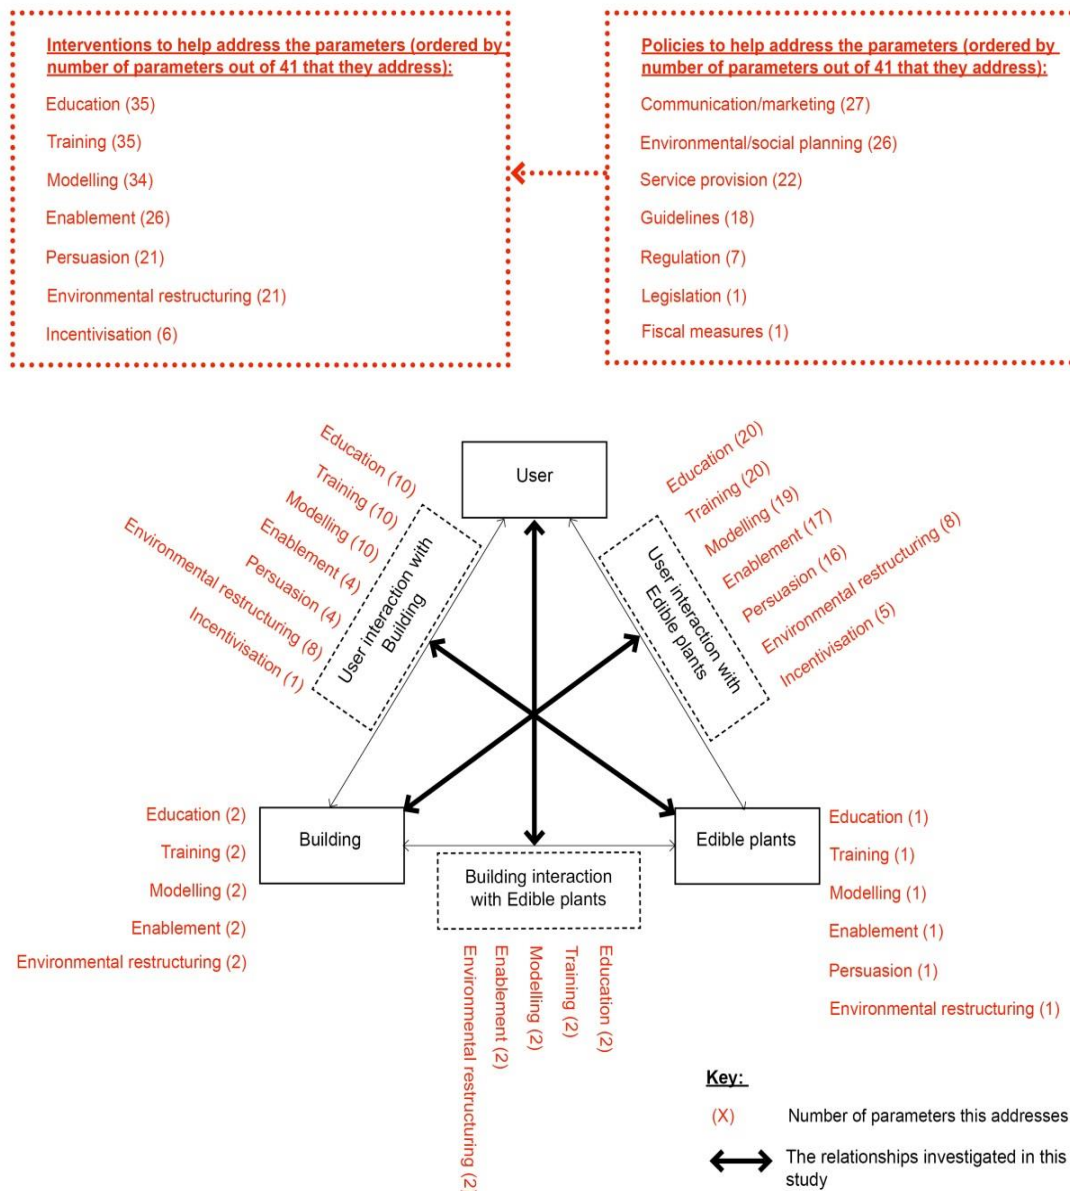 Interventions to help address the parameters (ordered by
number of parameters out of 41 that they address):
Education (35)
Training (35)
Modelling (34)
Enablement (26)
Persuasion (21)
Environmental restructuring (21)
Incentivisation (6)
Policies to help address the parameters (ordered by
number of parameters out of 41 that they address):
Communication/marketing (27)
Environmental/social planning (26)
Service provision (22)
Guidelines (18)
Regulation (7)
Legislation (1)
Fiscal measures (1)
User
Education (10)
Training (10)
Modelling (10)
Enablement (4)
Persuasion (4)
Environmental restructuring (8)
Incentivisation (1)
User interaction with
Building
Education (20)
Training (20)
Modelling (19)
Enablement (17)
Persuasion (16)
Environmental restructuring (8)
Incentivisation (5)
User interaction with
Edible plants
Education (2)
Training (2)
Modelling (2)
Enablement (2)
Environmental restructuring (2)
Building
Building interaction
with Edible plants
Education (2)
Training (2)
Modelling (2)
Enablement (2)
Environmental restructuring (2)
Edible plants
Education (1)
Training (1)
Modelling (1)
Enablement (1)
Persuasion (1)
Environmental restructuring (1)
Key:
(X) Number of parameters this addresses
The relationships investigated in this
study